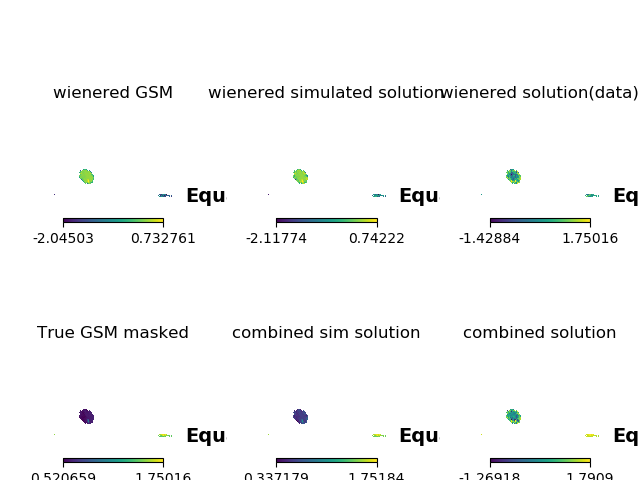 wienered GSM
wienered simulated solution
wienered solution(data)
Equ
Equ
Eq
-2.04503 0.732761
-2.11774 0.74222
-1.42884 1.75016
True GSM masked
combined sim solution
combined solution
Equ
Equ
Eq
0.520659 1.75016
0.337179 1.75184
-1.26918 1.7909